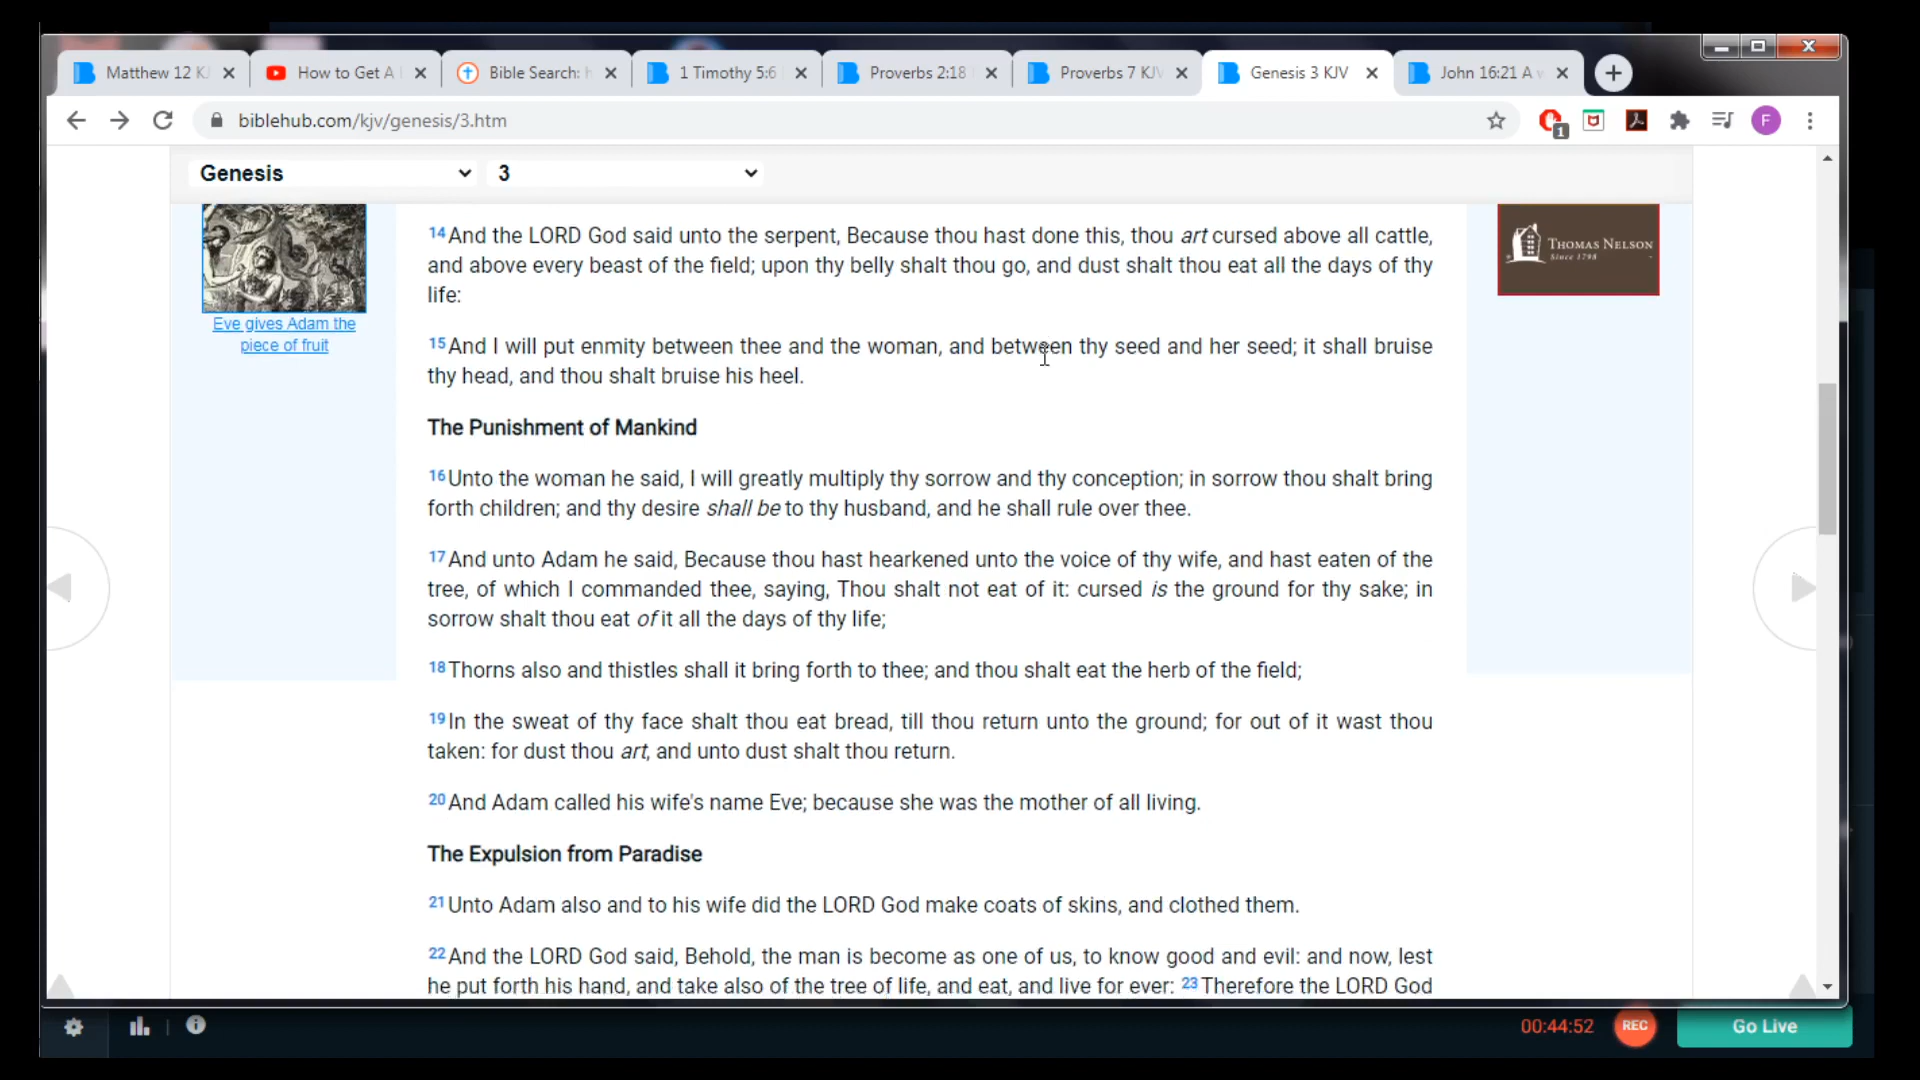 Matthew 12 K
How to Get A
Bible Search: h
1 Timothy 5:6
Proverbs 2:18
Proverbs 7 KJV
Genesis 3 KJV
John 16:21 A w
biblehub.com/kjv/genesis/3.htm
1
F
Genesis
3
Eve gives Adam the
piece of fruit
THOMAS NELSON
Since 1798
14 And the LORD God said unto the serpent, Because thou hast done this, thou art cursed above all cattle,
and above every beast of the field; upon thy belly shalt thou go, and dust shalt thou eat all the days of thy
life:
15 And I will put enmity between thee and the woman, and between thy seed and her seed; it shall bruise
thy head, and thou shalt bruise his heel.
The Punishment of Mankind
16 Unto the woman he said, I will greatly multiply thy sorrow and thy conception; in sorrow thou shalt bring
forth children; and thy desire shall be to thy husband, and he shall rule over thee.
17 And unto Adam he said, Because thou hast hearkened unto the voice of thy wife, and hast eaten of the
tree, of which I commanded thee, saying, Thou shalt not eat of it: cursed is the ground for thy sake; in
sorrow shalt thou eat of it all the days of thy life;
18 Thorns also and thistles shall it bring forth to thee; and thou shalt eat the herb of the field;
19 In the sweat of thy face shalt thou eat bread, till thou return unto the ground; for out of it wast thou
taken: for dust thou art, and unto dust shalt thou return.
20 And Adam called his wife's name Eve; because she was the mother of all living.
The Expulsion from Paradise
21 Unto Adam also and to his wife did the LORD God make coats of skins, and clothed them.
22 And the LORD God said, Behold, the man is become as one of us, to know good and evil: and now, lest
he put forth his hand, and take also of the tree of life, and eat, and live for ever: 23 Therefore the LORD God
00:44:52
REC
Go Live